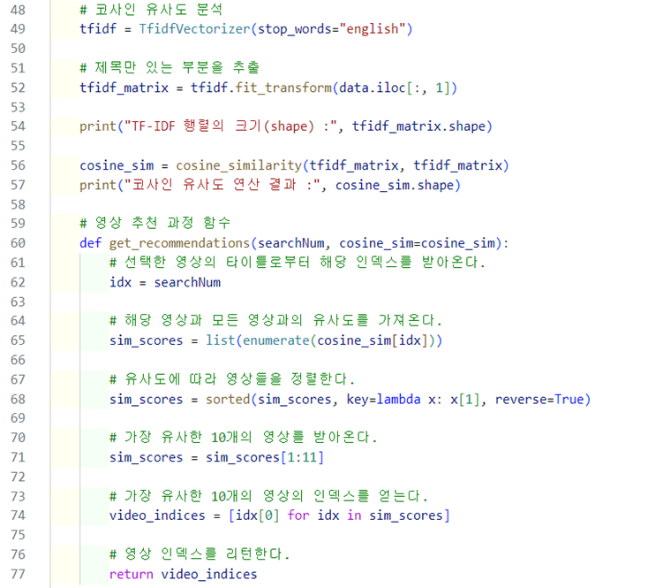 48 # 코사인 유사도 분석
49 tfidf = TfidfVectorizer(stop_words="english")
50
51 # 제목만 있는 부분을 추출
52 tfidf_matrix = tfidf.fit_transform(data.iloc[:, 1])
53
54 print("TF-IDF 행렬의 크기(shape) :", tfidf_matrix.shape)
55
56 cosine_sim = cosine_similarity(tfidf_matrix, tfidf_matrix)
57 print("코사인 유사도 연산 결과 :", cosine_sim.shape)
58
59 # 영상 추천 과정 함수
60 def get_recommendations(searchNum, cosine_sim=cosine_sim):
61 # 선택한 영상의 타이틀로부터 해당 인덱스를 받아온다.
62 idx = searchNum
63
64 # 해당 영상과 모든 영상과의 유사도를 가져온다.
65 sim_scores = list(enumerate(cosine_sim[idx]))
66
67 # 유사도에 따라 영상들을 정렬한다.
68 sim_scores = sorted(sim_scores, key=lambda x: x[1], reverse=True)
69
70 # 가장 유사한 10개의 영상를 받아온다.
71 sim_scores = sim_scores[1:11]
72
73 # 가장 유사한 10개의 영상의 인덱스를 얻는다.
74 video_indices = [idx[0] for idx in sim_scores]
75
76 # 영상 인덱스를 리턴한다.
77 return video_indices